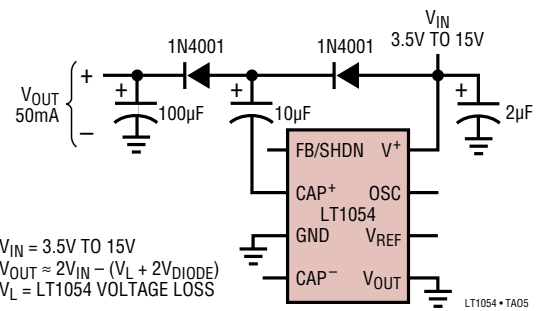 V_IN
3.5V TO 15V
1N4001
1N4001
+
V_OUT
50mA
–
+
100µF
+
10µF
+
2µF
FB/SHDN V+
CAP+ OSC
LT1054
GND V_REF
CAP– V_OUT
V_IN = 3.5V TO 15V
V_OUT ≈ 2V_IN – (V_L + 2V_DIODE)
V_L = LT1054 VOLTAGE LOSS
LT1054 • TA05